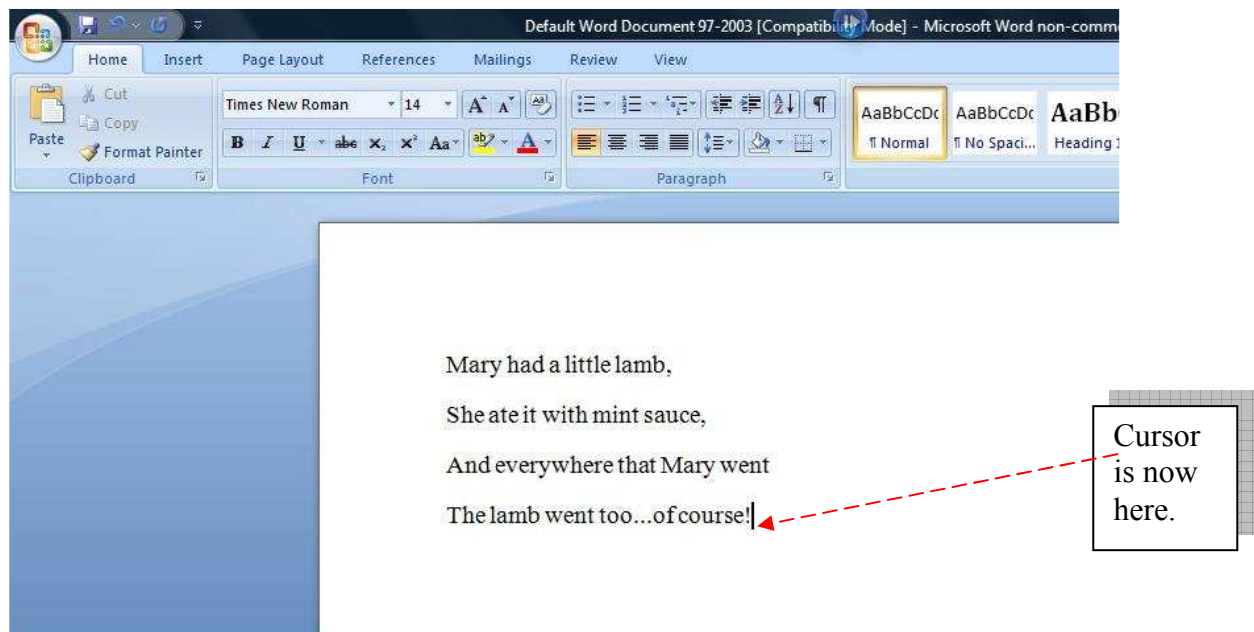 Default Word Document 97-2003 [Compatibility Mode] - Microsoft Word non-comm
Home Insert Page Layout References Mailings Review View
Cut
Copy
Paste
Format Painter
Clipboard
Times New Roman 14
Font
Paragraph
AaBbCcDc AaBbCcDc AaBb
¶ Normal ¶ No Spaci... Heading 1
Mary had a little lamb,
She ate it with mint sauce,
And everywhere that Mary went
The lamb went too...of course!
Cursor
is now
here.